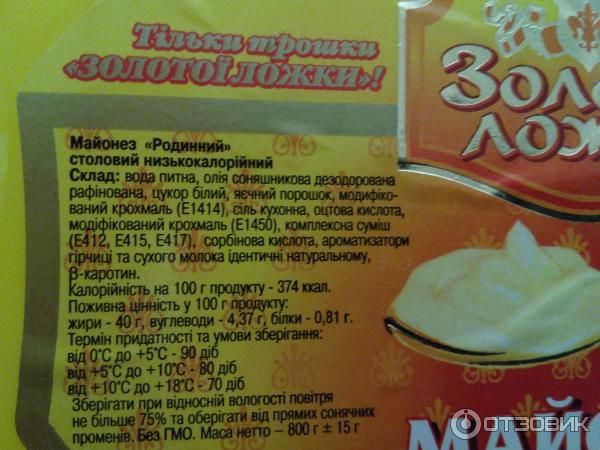 Тільки трошки
«ЗОЛОТОЇ ЛОЖКИ»!
Майонез «Родинний»
столовий низькокалорійний
Склад: вода питна, олія соняшникова дезодорована
рафінована, цукор білий, яєчний порошок, модифіко-
ваний крохмаль (Е1414), сіль кухонна, оцтова кислота,
модіфікований крохмаль (Е1450), комплексна суміш
(Е412, Е415, Е417), сорбінова кислота, ароматизатори
гірчиці та сухого молока ідентичні натуральному,
β-каротин.
Калорійність на 100 г продукту - 374 ккал.
Поживна цінність у 100 г продукту:
жири - 40 г, вуглеводи - 4,37 г, білки - 0,81 г.
Термін придатності та умови зберігання:
від 0°С до +5°С - 90 діб
від +5°С до +10°С - 80 діб
від +10°С до +18°С - 70 діб
Зберігати при відносній вологості повітря
не більше 75% та оберігати від прямих сонячних
променів. Без ГМО. Маса нетто – 800 г ± 15 г
Золо
лож
МАЙО
ОТЗОВИК